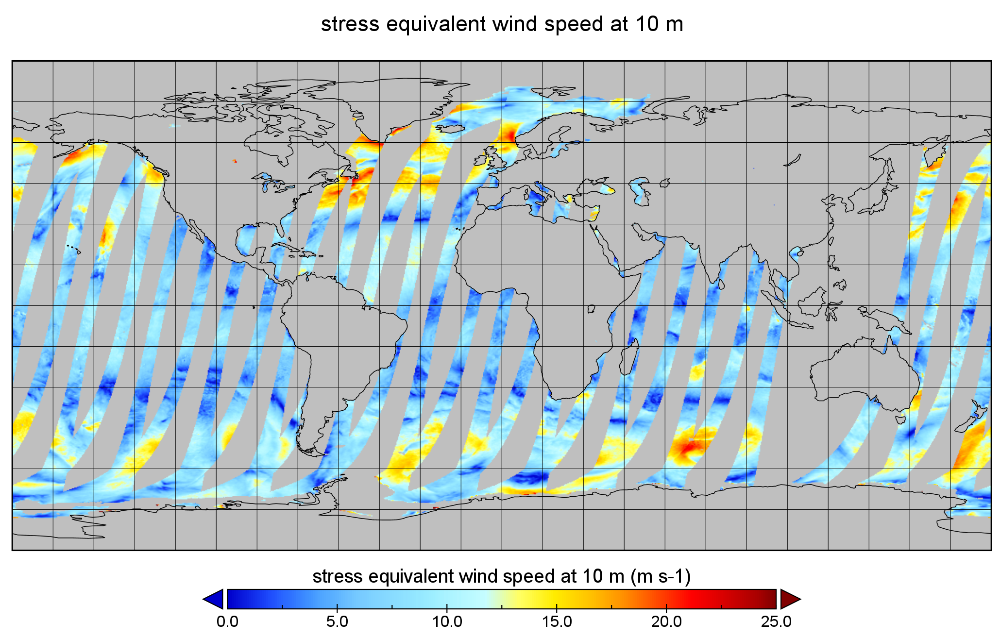 stress equivalent wind speed at 10 m
stress equivalent wind speed at 10 m (m s-1)
0.0 5.0 10.0 15.0 20.0 25.0